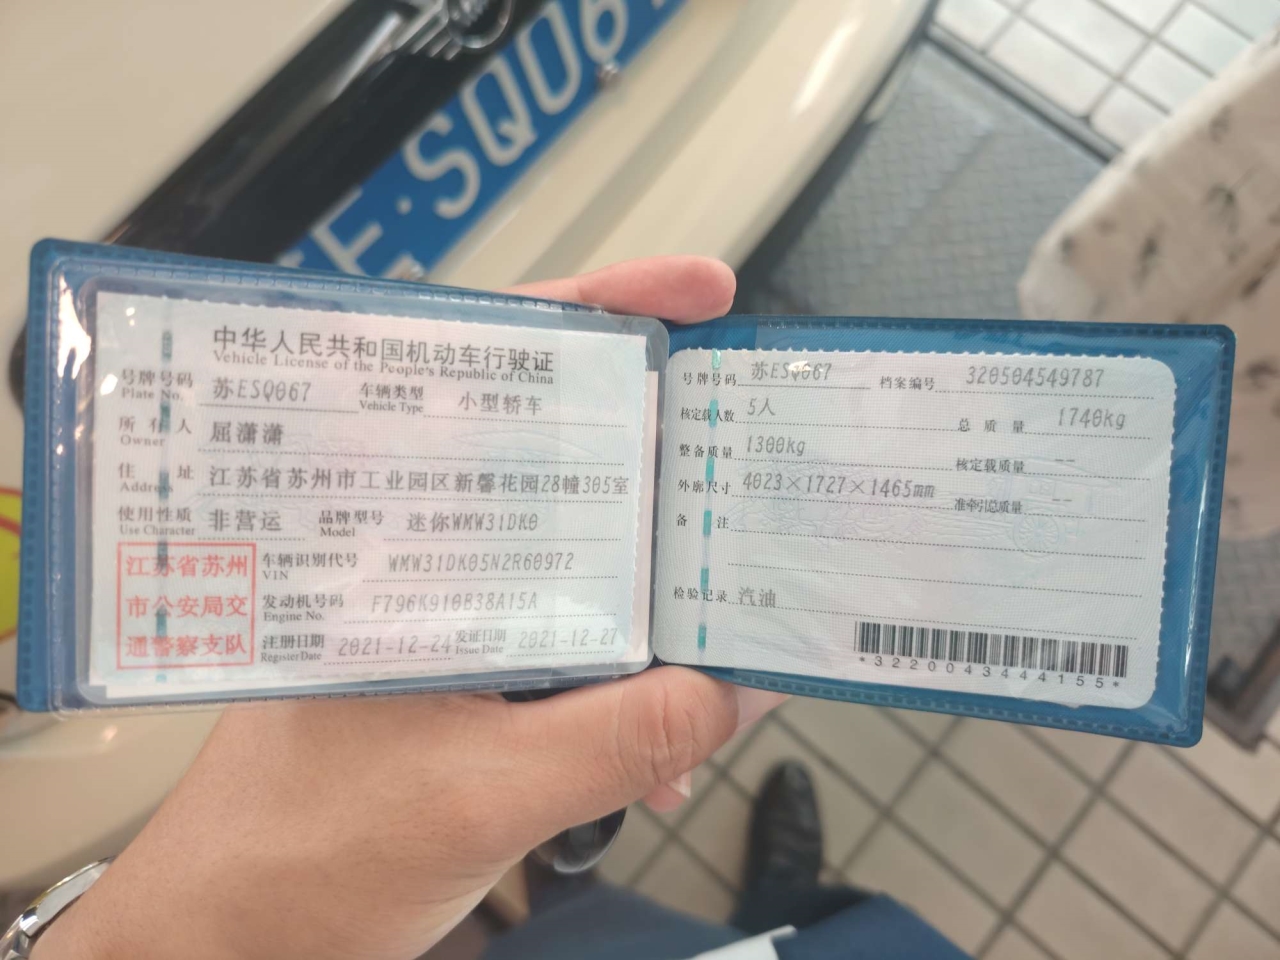 E·SQ067
中华人民共和国机动车行驶证
Vehicle License of the People's Republic of China
号牌号码 苏ESQ067 车辆类型 小型轿车
Plate No. Vehicle Type
所有人 屈潇潇
Owner
住址 江苏省苏州市工业园区新馨花园28幢305室
Address
使用性质 非营运 品牌型号 迷你WMW31DK0
Use Character Model
江苏省苏州
市公安局交
通警察支队
车辆识别代号 WMW31DK05N2R60972
VIN
发动机号码 F796K910B38A15A
Engine No.
注册日期 2021-12-24 发证日期 2021-12-27
Register Date Issue Date
号牌号码 苏ESQ067 档案编号 320504549787
核定载人数 5人 总质量 1740kg
整备质量 1300kg 核定载质量 --
外廓尺寸 4023×1727×1465mm 准牵引总质量 --
备注
检验记录 汽油
*3220043444155*